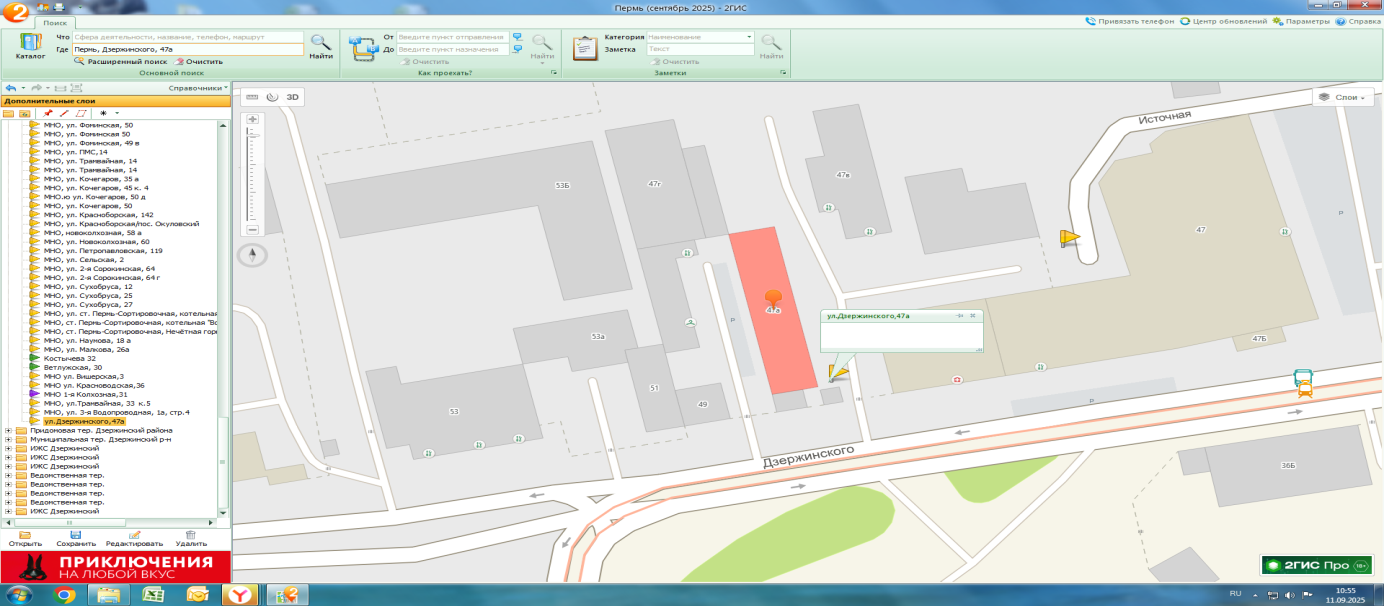 Пермь (сентябрь 2025) - 2ГИС
Поиск
Привязать телефон Центр обновлений Параметры Справка
Каталог
Что Сфера деятельности, название, телефон, маршрут
Где Пермь, Дзержинского, 47а
Расширенный поиск Очистить
Найти
Основной поиск
От Введите пункт отправления
До Введите пункт назначения
Очистить
Найти
Как проехать?
Категория Наименование
Заметка Текст
Очистить
Найти
Заметки
Справочники
Дополнительные слои
МНО, ул. Фоминская, 50
МНО, ул. Фоминская 50
МНО, ул. Фоминская, 49 в
МНО, ул. ПМС,14
МНО, ул. Трамвайная, 14
МНО, ул. Трамвайная, 14
МНО, ул. Кочегаров, 35 а
МНО, ул. Кочегаров, 45 к. 4
МНО.ю ул. Кочегаров, 50 д
МНО, ул. Кочегаров, 50
МНО, ул. Красноборская, 142
МНО, ул. Красноборская/пос. Окуловский
МНО, новоколхозная, 58 а
МНО, ул. Новоколхозная, 60
МНО, ул. Петропавловская, 119
МНО, ул. Сельская, 2
МНО, ул. 2-я Сорокинская, 64
МНО, ул. 2-я Сорокинская, 64 г
МНО, ул. Сухобруса, 12
МНО, ул. Сухобруса, 25
МНО, ул. Сухобруса, 27
МНО, ул. ст. Пермь-Сортировочная, котельная
МНО, ст. Пермь-Сортировочная, котельная "Во
МНО, ст. Пермь-Сортировочная, Нечётная гор
МНО, ул. Наумова, 18 а
МНО, ул. Малкова, 26а
Костычева 32
Ветлужская, 30
МНО ул. Вишерская,3
МНО ул. Красноводская,36
МНО 1-я Колхозная,31
МНО, ул.Трамвайная, 33 к.5
МНО, ул. 3-я Водопроводная, 1а, стр.4
ул.Дзержинского,47а
Придомовая тер. Дзержинский района
Муниципальная тер. Дзержинский р-н
ИЖС Дзержинский
ИЖС Дзержинский
ИЖС Дзержинский
Ведомственная тер.
Ведомственная тер.
Ведомственная тер.
Ведомственная тер.
ИЖС Дзержинский
Открыть Сохранить Редактировать Удалить
ПРИКЛЮЧЕНИЯ
НА ЛЮБОЙ ВКУС
3D
Слои
Источная
53Б
47г
47в
47
P
47а
P
ул.Дзержинского,47а
47Б
53а
51
49
53
P
Дзержинского
36Б
2ГИС Про 18+
RU
10:55
11.09.2025